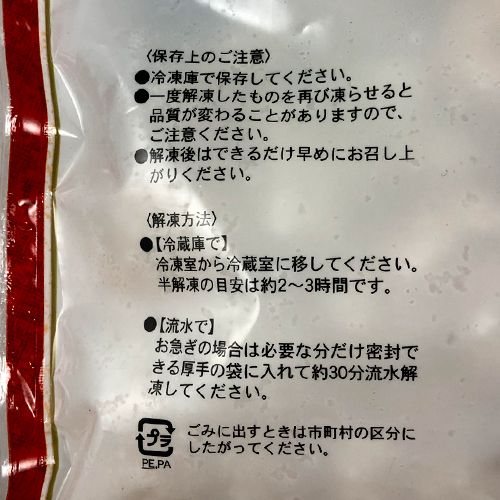 〈保存上のご注意〉
●冷凍庫で保存してください。
●一度解凍したものを再び凍らせると
品質が変わることがありますので、
ご注意ください。
●解凍後はできるだけ早めにお召し上
がりください。
〈解凍方法〉
●【冷蔵庫で】
冷凍室から冷蔵室に移してください。
半解凍の目安は約2〜3時間です。
●【流水で】
お急ぎの場合は必要な分だけ密封で
きる厚手の袋に入れて約30分流水解
凍してください。
プラ
PE,PA
ごみに出すときは市町村の区分に
したがってください。